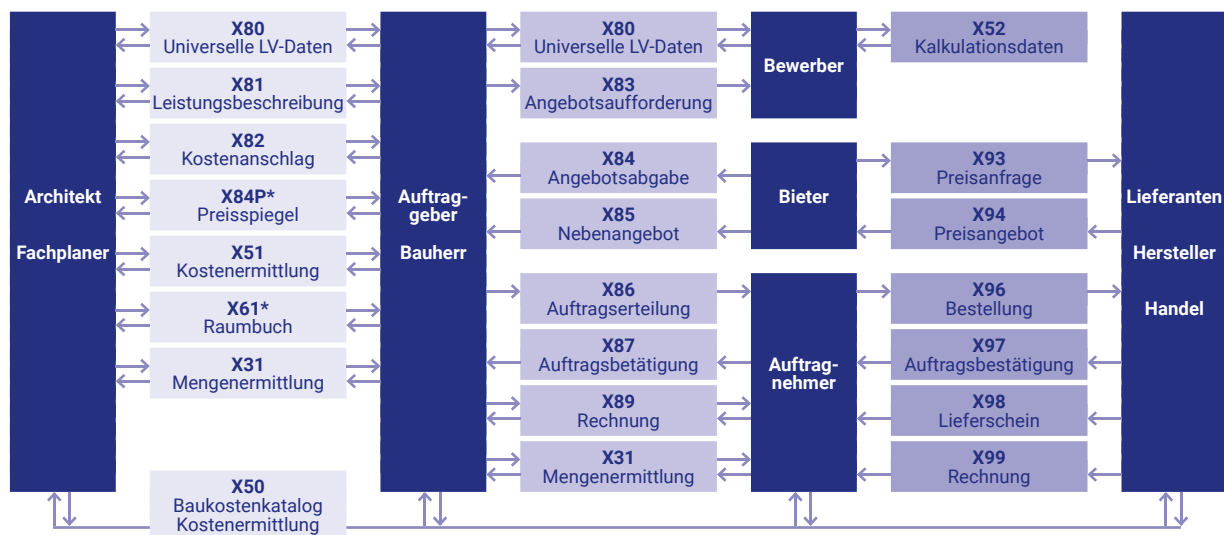 Architekt
Fachplaner
X80
Universelle LV-Daten
X81
Leistungsbeschreibung
X82
Kostenanschlag
X84P*
Preisspiegel
X51
Kostenermittlung
X61*
Raumbuch
X31
Mengenermittlung
X50
Baukostenkatalog
Kostenermittlung
Auftrag-
geber
Bauherr
X80
Universelle LV-Daten
X83
Angebotsaufforderung
X84
Angebotsabgabe
X85
Nebenangebot
X86
Auftragserteilung
X87
Auftragsbetätigung
X89
Rechnung
X31
Mengenermittlung
Bewerber
Bieter
Auftrag-
nehmer
X52
Kalkulationsdaten
X93
Preisanfrage
X94
Preisangebot
X96
Bestellung
X97
Auftragsbestätigung
X98
Lieferschein
X99
Rechnung
Lieferanten
Hersteller
Handel